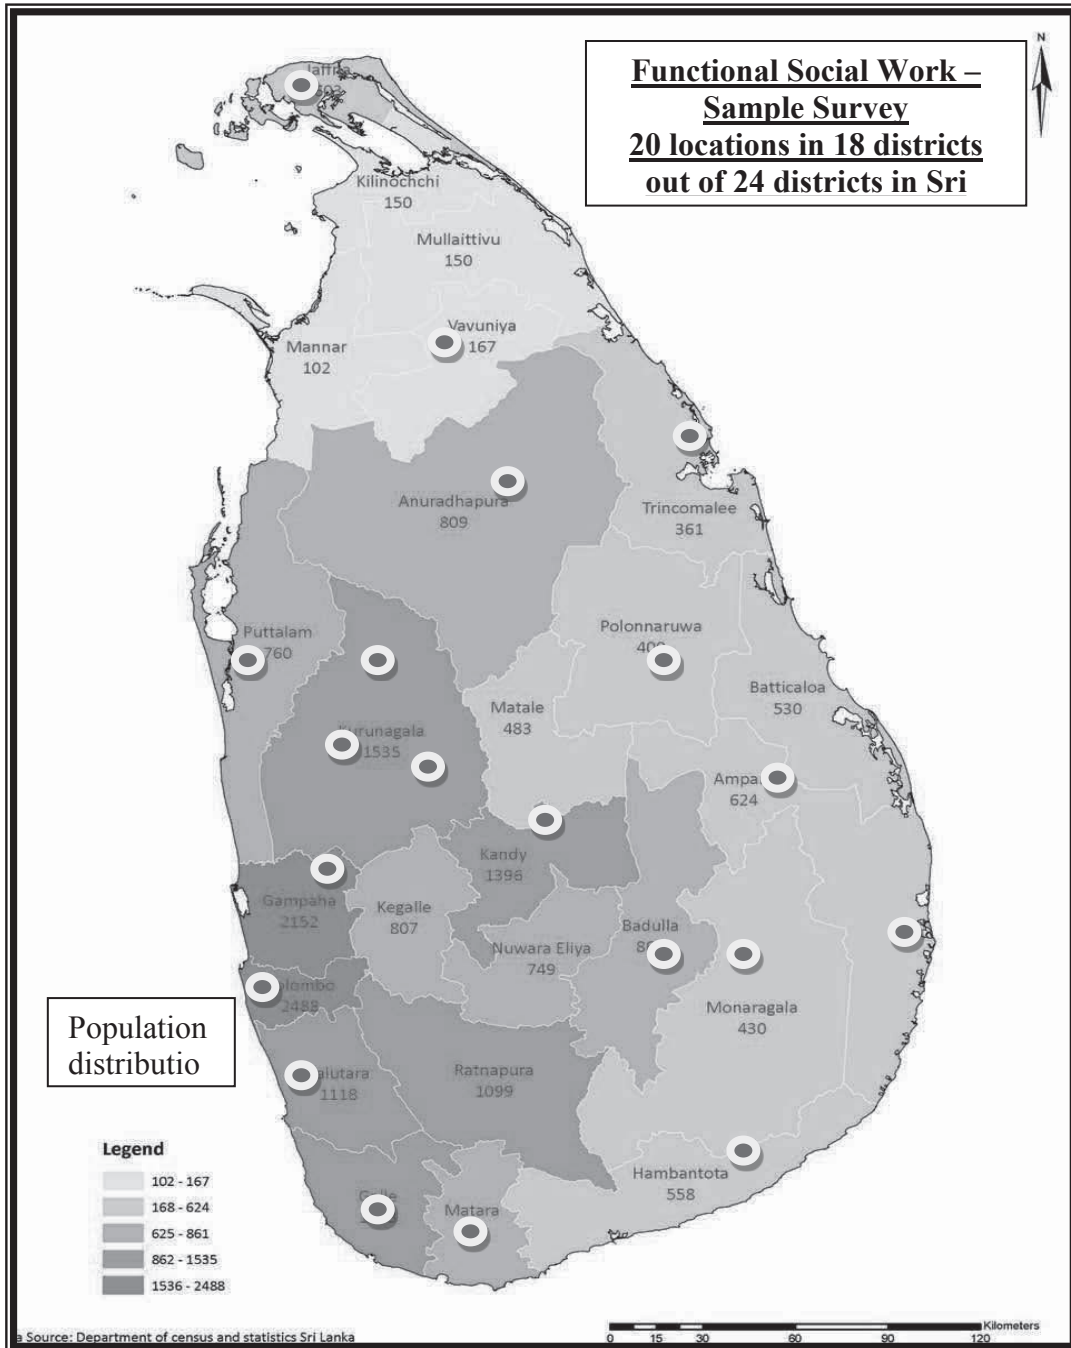 N
Functional Social Work –
Sample Survey
20 locations in 18 districts
out of 24 districts in Sri
Kilinochchi
150
Mullaittivu
150
Vavuniya
167
Mannar
102
Anuradhapura
809
Trincomalee
361
Puttalam
760
Polonnaruwa
Batticaloa
530
Matale
483
1535
624
Kandy
1396
Gampaha
2152
Kegalle
807
Nuwara Eliya
749
Badulla
2488
Monaragala
430
Population
distributio
1118
Ratnapura
1099
Hambantota
558
Matara
Legend
102 - 167
168 - 624
625 - 861
862 - 1535
1536 - 2488
Source: Department of census and statistics Sri Lanka
Kilometers
0 15 30 60 90 120